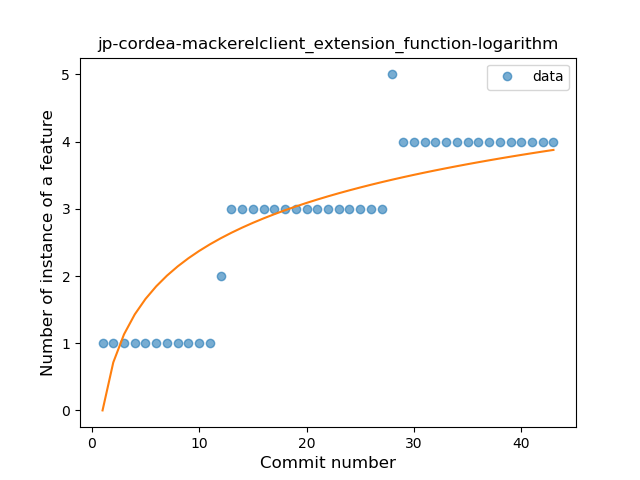 jp-cordea-mackerelclient_extension_function-logarithm
data
Number of instance of a feature
5
4
3
2
1
0
0 10 20 30 40
Commit number